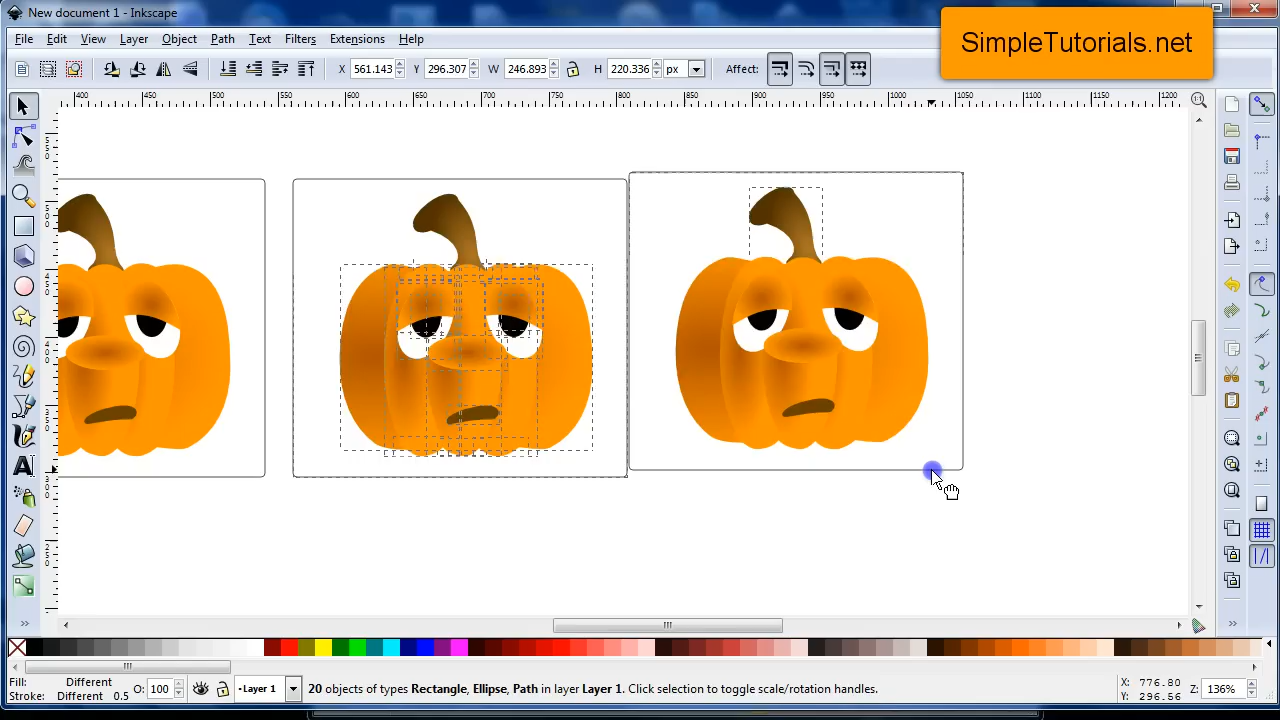 New document 1 - Inkscape
SimpleTutorials.net
File Edit View Layer Object Path Text Filters Extensions Help
X 561.143 Y 296.307 W 246.893 H 220.336 px Affect:
400 450 500 550 600 650 700 750 800 850 900 950 1000 1050 1100 1150 1200
Fill: Different
Stroke: Different 0.5
O: 100
Layer 1
20 objects of types Rectangle, Ellipse, Path in layer Layer 1. Click selection to toggle scale/rotation handles.
X: 776.80
Y: 296.56
Z: 136%